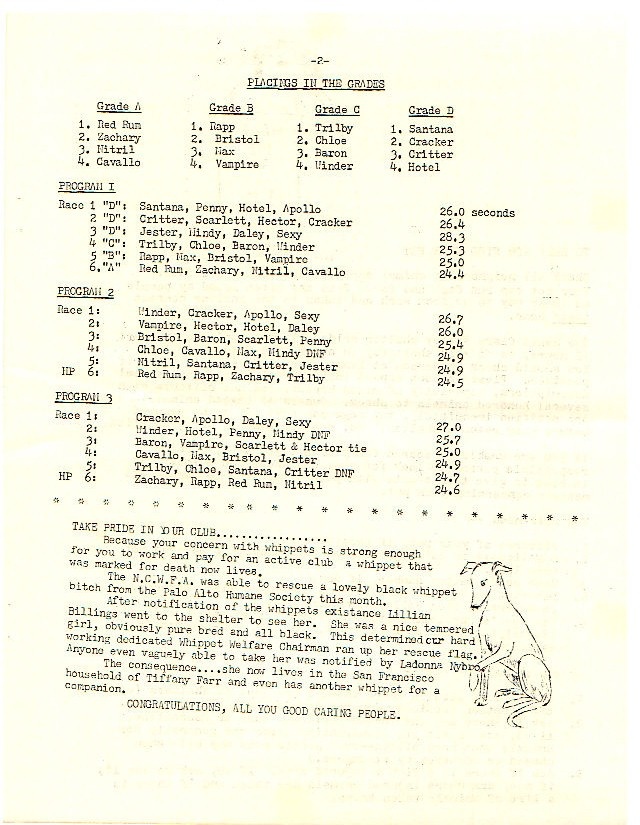 -2-
PLACINGS IN THE GRADES
Grade A Grade B Grade C Grade D
1. Red Rum 1. Rapp 1. Trilby 1. Santana
2. Zachary 2. Bristol 2. Chloe 2. Cracker
3. Nitril 3. Max 3. Baron 3. Critter
4. Cavallo 4. Vampire 4. Winder 4. Hotel
PROGRAM I
Race 1 "D": Santana, Penny, Hotel, Apollo 26.0 seconds
2 "D": Critter, Scarlett, Hector, Cracker 26.4
3 "D": Jester, Mindy, Daley, Sexy 28.3
4 "C": Trilby, Chloe, Baron, Winder 25.3
5 "B": Rapp, Max, Bristol, Vampire 25.0
6."A" Red Rum, Zachary, Nitril, Cavallo 24.4
PROGRAM 2
Race 1: Winder, Cracker, Apollo, Sexy 26.7
2: Vampire, Hector, Hotel, Daley 26.0
3: Bristol, Baron, Scarlett, Penny 25.4
4: Chloe, Cavallo, Max, Mindy DNF 24.9
5: Nitril, Santana, Critter, Jester 24.9
HP 6: Red Rum, Rapp, Zachary, Trilby 24.5
PROGRAM 3
Race 1: Cracker, Apollo, Daley, Sexy 27.0
2: Winder, Hotel, Penny, Mindy DNF 25.7
3: Baron, Vampire, Scarlett & Hector tie 25.0
4: Cavallo, Max, Bristol, Jester 24.9
5: Trilby, Chloe, Santana, Critter DNF 24.7
HP 6: Zachary, Rapp, Red Rum, Nitril 24.6
* * * * * * * * * * * * * * * * * * * * * *
TAKE PRIDE IN YOUR CLUB.................
Because your concern with whippets is strong enough
for you to work and pay for an active club a whippet that
was marked for death now lives.
The N.C.W.F.A. was able to rescue a lovely black whippet
bitch from the Palo Alto Humane Society this month.
After notification of the whippets existance Lillian
Billings went to the shelter to see her. She was a nice tempered
girl, obviously pure bred and all black. This determined our hard
working dedicated Whippet Welfare Chairman ran up her rescue flag.
Anyone even vaguely able to take her was notified by Ladonna Nybro.
The consequence....she now lives in the San Francisco
household of Tiffany Farr and even has another whippet for a
companion.
CONGRATULATIONS, ALL YOU GOOD CARING PEOPLE.